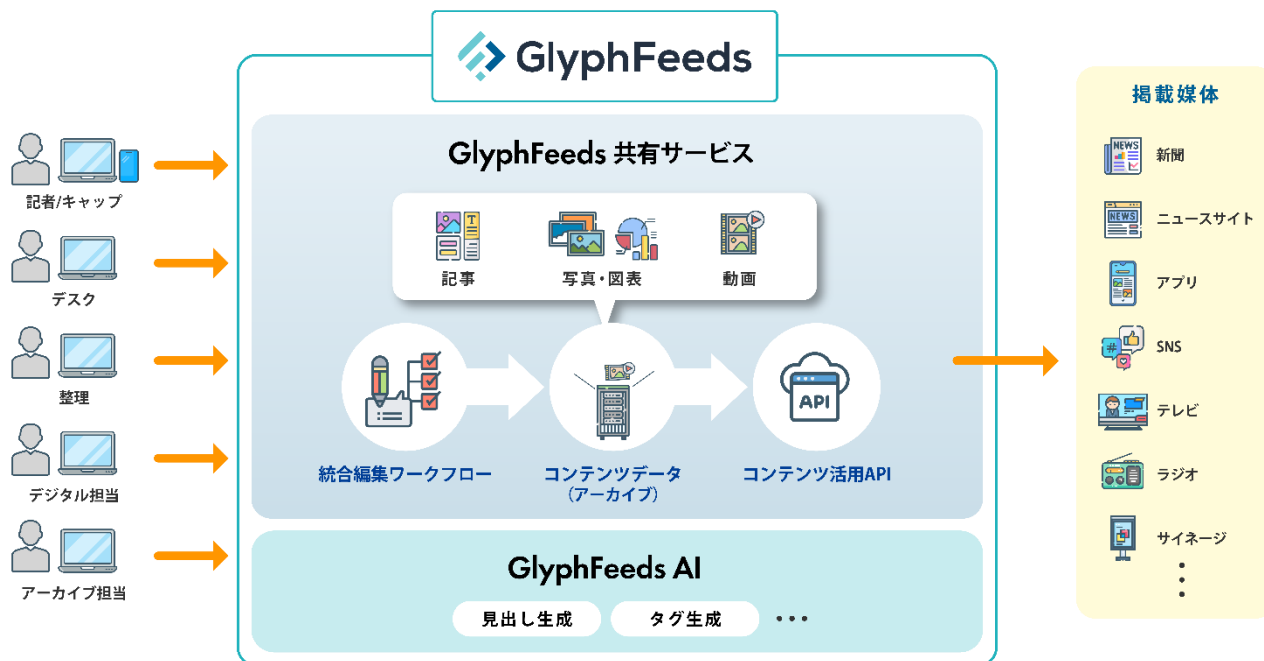 GlyphFeeds
記者/キャップ
デスク
整理
デジタル担当
アーカイブ担当
GlyphFeeds 共有サービス
T
記事
写真・図表
動画
API
統合編集ワークフロー
コンテンツデータ
（アーカイブ）
コンテンツ活用API
GlyphFeeds AI
見出し生成
タグ生成
•••
掲載媒体
NEWS
新聞
NEWS
ニュースサイト
アプリ
#
SNS
テレビ
ラジオ
サイネージ